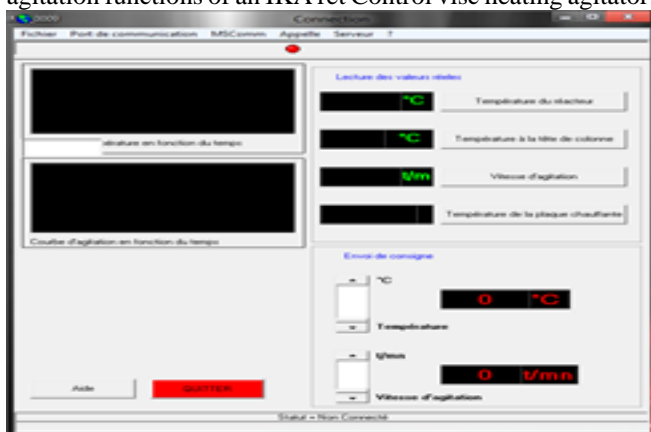 agitation functions of an IKA ret Control visc heating agitator
2009 Connection
Fichier Port de communication MSComm Appelle Serveur ?
Lecture des valeurs réelles
°C Température du réacteur
pérature en fonction du temps
°C Température à la tête de colonne
t/m Vitesse d'agitation
Température de la plaque chauffante
Courbe d'agitation en fonction du temps
Envoi de consigne
°C
0 °C
Température
t/mn
0 t/mn
Vitesse d'agitation
Aide QUITTER
Statut = Non Connecté